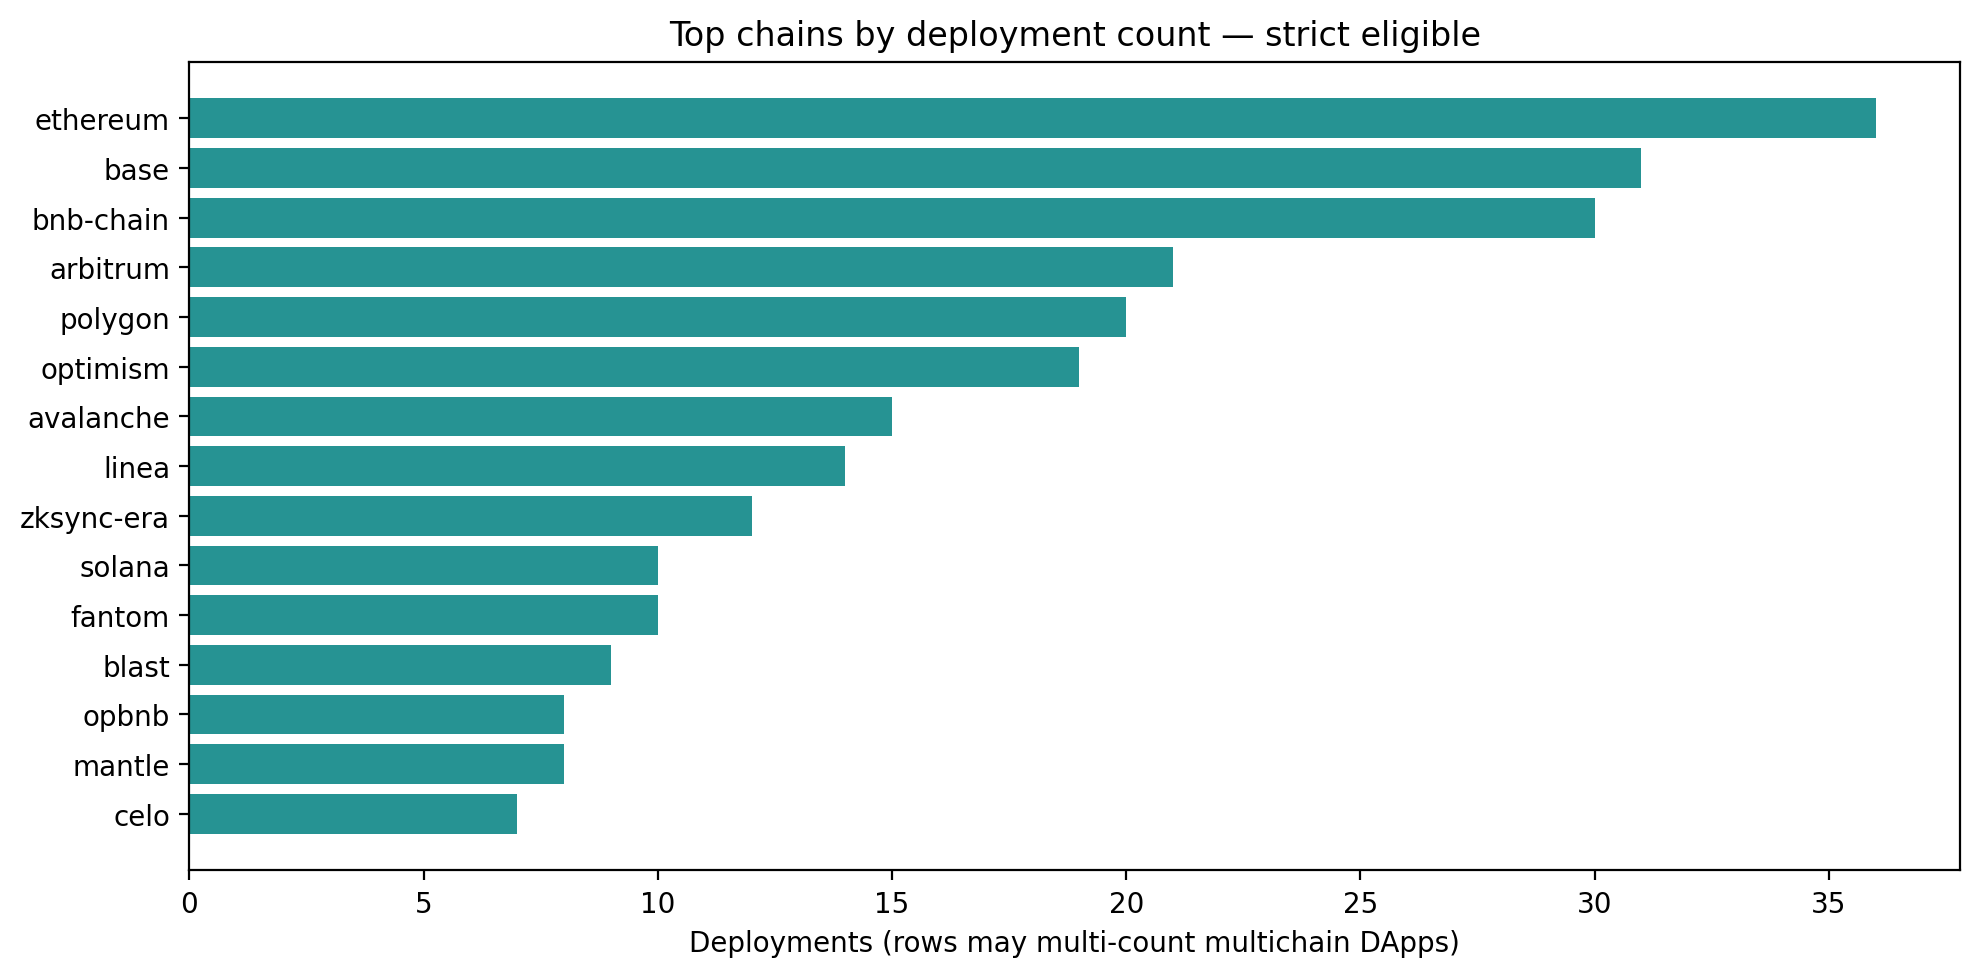 Top chains by deployment count — strict eligible
ethereum
base
bnb-chain
arbitrum
polygon
optimism
avalanche
linea
zksync-era
solana
fantom
blast
opbnb
mantle
celo
0 5 10 15 20 25 30 35
Deployments (rows may multi-count multichain DApps)